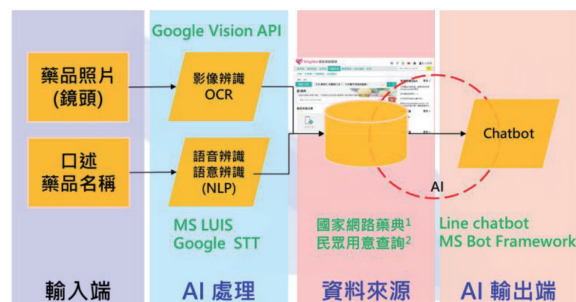 Google Vision API
藥品照片
(鏡頭)
影像辨識
OCR
口述
藥品名稱
語音辨識
語意辨識
(NLP)
Chatbot
AI
MS LUIS
Google STT
國家網路藥典1
民眾用意查詢2
Line chatbot
MS Bot Framework
輸入端
AI 處理
資料來源
AI 輸出端